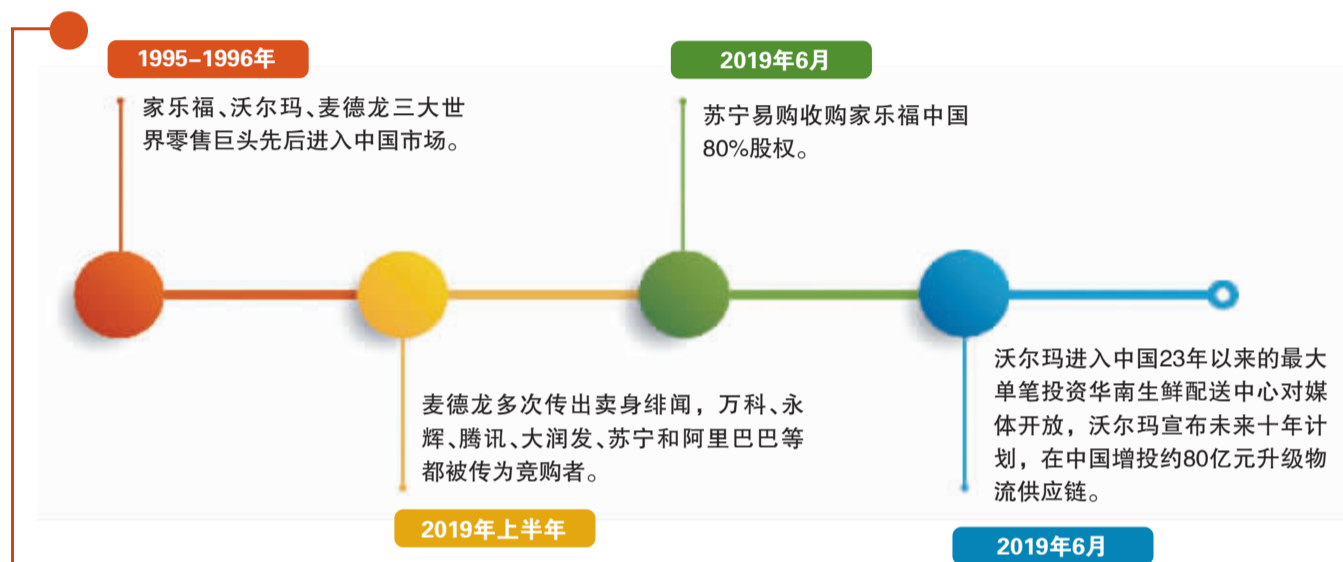 1995-1996年
家乐福、沃尔玛、麦德龙三大世
界零售巨头先后进入中国市场。
麦德龙多次传出卖身绯闻，万科、永
辉、腾讯、大润发、苏宁和阿里巴巴等
都被传为竞购者。
2019年上半年
2019年6月
苏宁易购收购家乐福中国
80%股权。
沃尔玛进入中国23年以来的最大
单笔投资华南生鲜配送中心对媒
体开放，沃尔玛宣布未来十年计
划，在中国增投约80亿元升级物
流供应链。
2019年6月